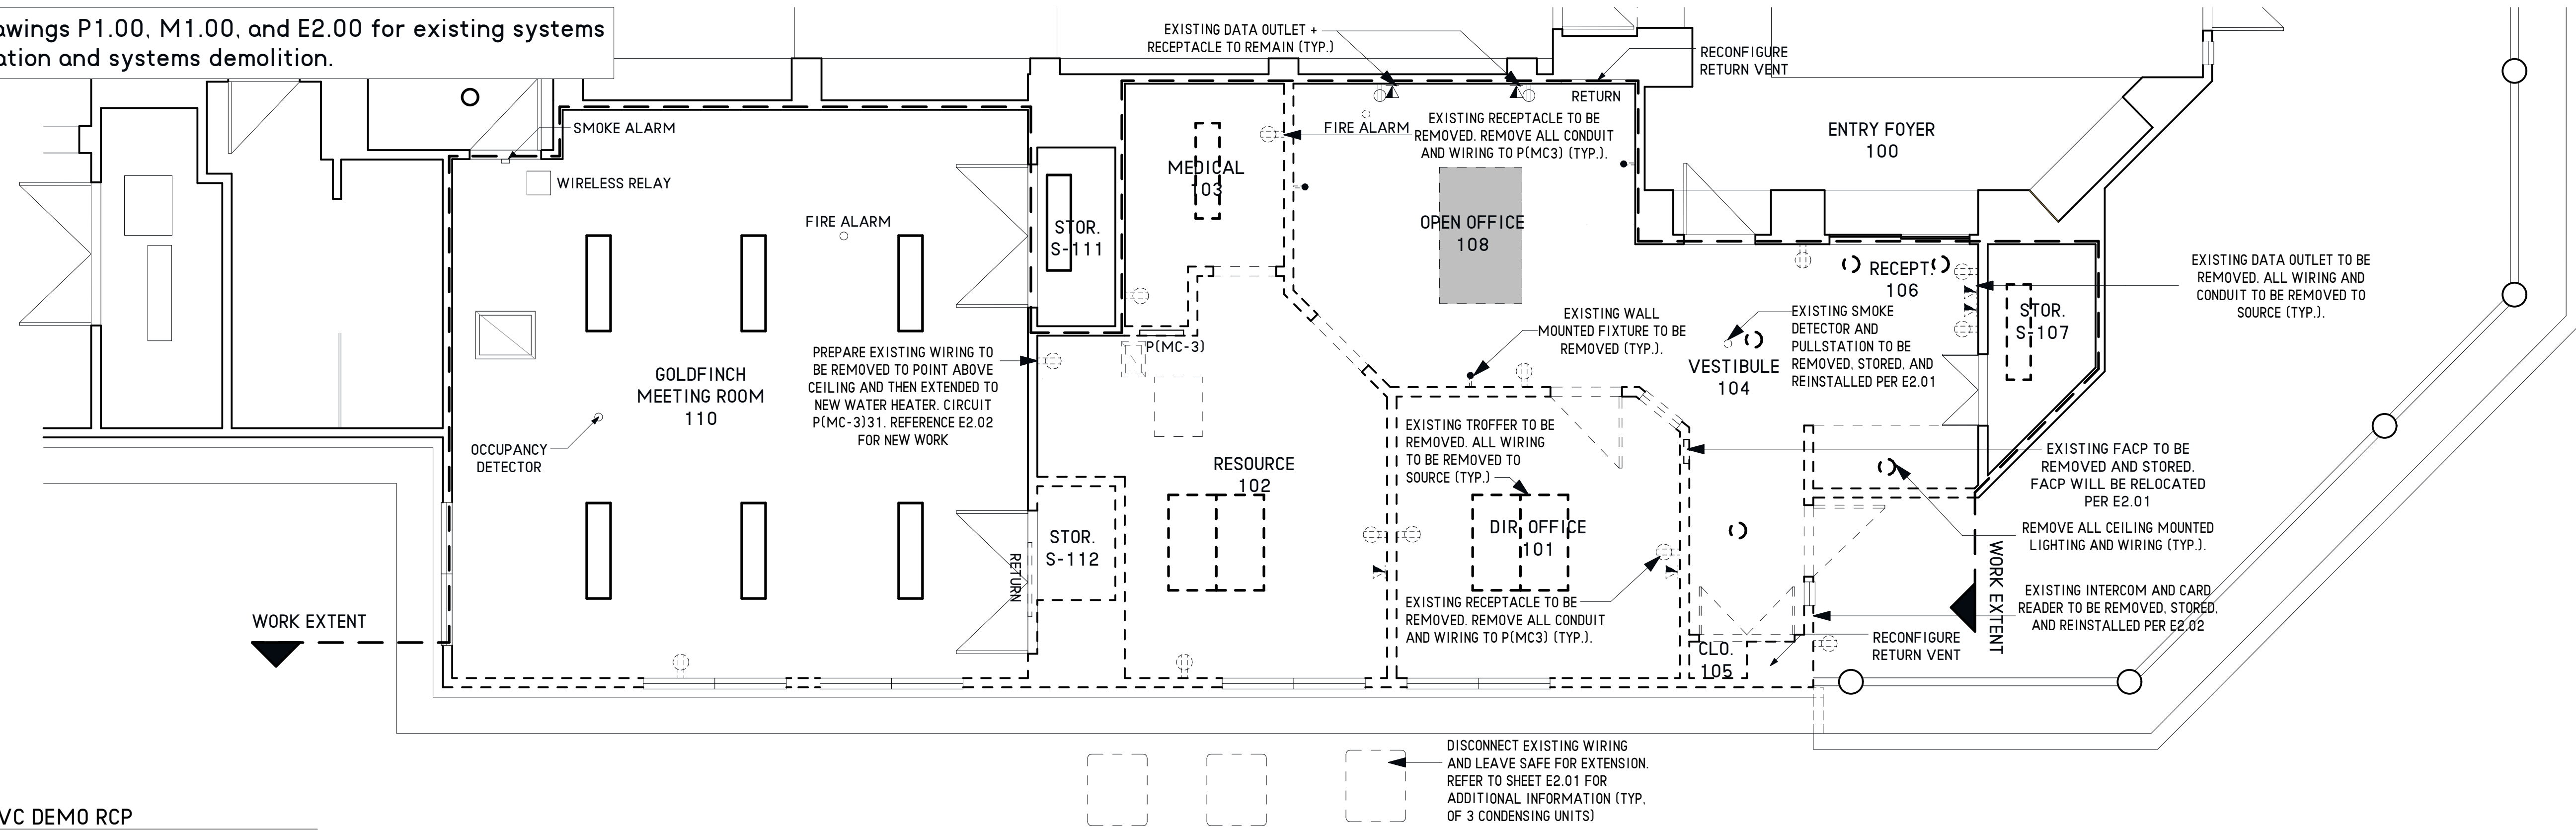 awings P1.00, M1.00, and E2.00 for existing systems
ation and systems demolition.
EXISTING DATA OUTLET +
RECEPTACLE TO REMAIN (TYP.)
RECONFIGURE
RETURN VENT
RETURN
SMOKE ALARM
WIRELESS RELAY
FIRE ALARM
FIRE ALARM
EXISTING RECEPTACLE TO BE
REMOVED. REMOVE ALL CONDUIT
AND WIRING TO P(MC3) (TYP.).
ENTRY FOYER
100
MEDICAL
103
STOR.
S-111
OPEN OFFICE
108
RECEPT.
106
STOR.
S-107
EXISTING DATA OUTLET TO BE
REMOVED. ALL WIRING AND
CONDUIT TO BE REMOVED TO
SOURCE (TYP.).
EXISTING WALL
MOUNTED FIXTURE TO BE
REMOVED (TYP.).
EXISTING SMOKE
DETECTOR AND
PULLSTATION TO BE
REMOVED, STORED, AND
REINSTALLED PER E2.01
VESTIBULE
104
P(MC-3)
PREPARE EXISTING WIRING TO
BE REMOVED TO POINT ABOVE
CEILING AND THEN EXTENDED TO
NEW WATER HEATER. CIRCUIT
P(MC-3)31. REFERENCE E2.02
FOR NEW WORK
GOLDFINCH
MEETING ROOM
110
OCCUPANCY
DETECTOR
RESOURCE
102
EXISTING TROFFER TO BE
REMOVED. ALL WIRING
TO BE REMOVED TO
SOURCE (TYP.)
DIR. OFFICE
101
EXISTING FACP TO BE
REMOVED AND STORED.
FACP WILL BE RELOCATED
PER E2.01
REMOVE ALL CEILING MOUNTED
LIGHTING AND WIRING (TYP.).
STOR.
S-112
RETURN
WORK EXTENT
EXISTING INTERCOM AND CARD
READER TO BE REMOVED, STORED,
AND REINSTALLED PER E2.02
EXISTING RECEPTACLE TO BE
REMOVED. REMOVE ALL CONDUIT
AND WIRING TO P(MC3) (TYP.).
WORK EXTENT
RECONFIGURE
RETURN VENT
CLO.
105
DISCONNECT EXISTING WIRING
AND LEAVE SAFE FOR EXTENSION.
REFER TO SHEET E2.01 FOR
ADDITIONAL INFORMATION (TYP.
OF 3 CONDENSING UNITS)
VC DEMO RCP